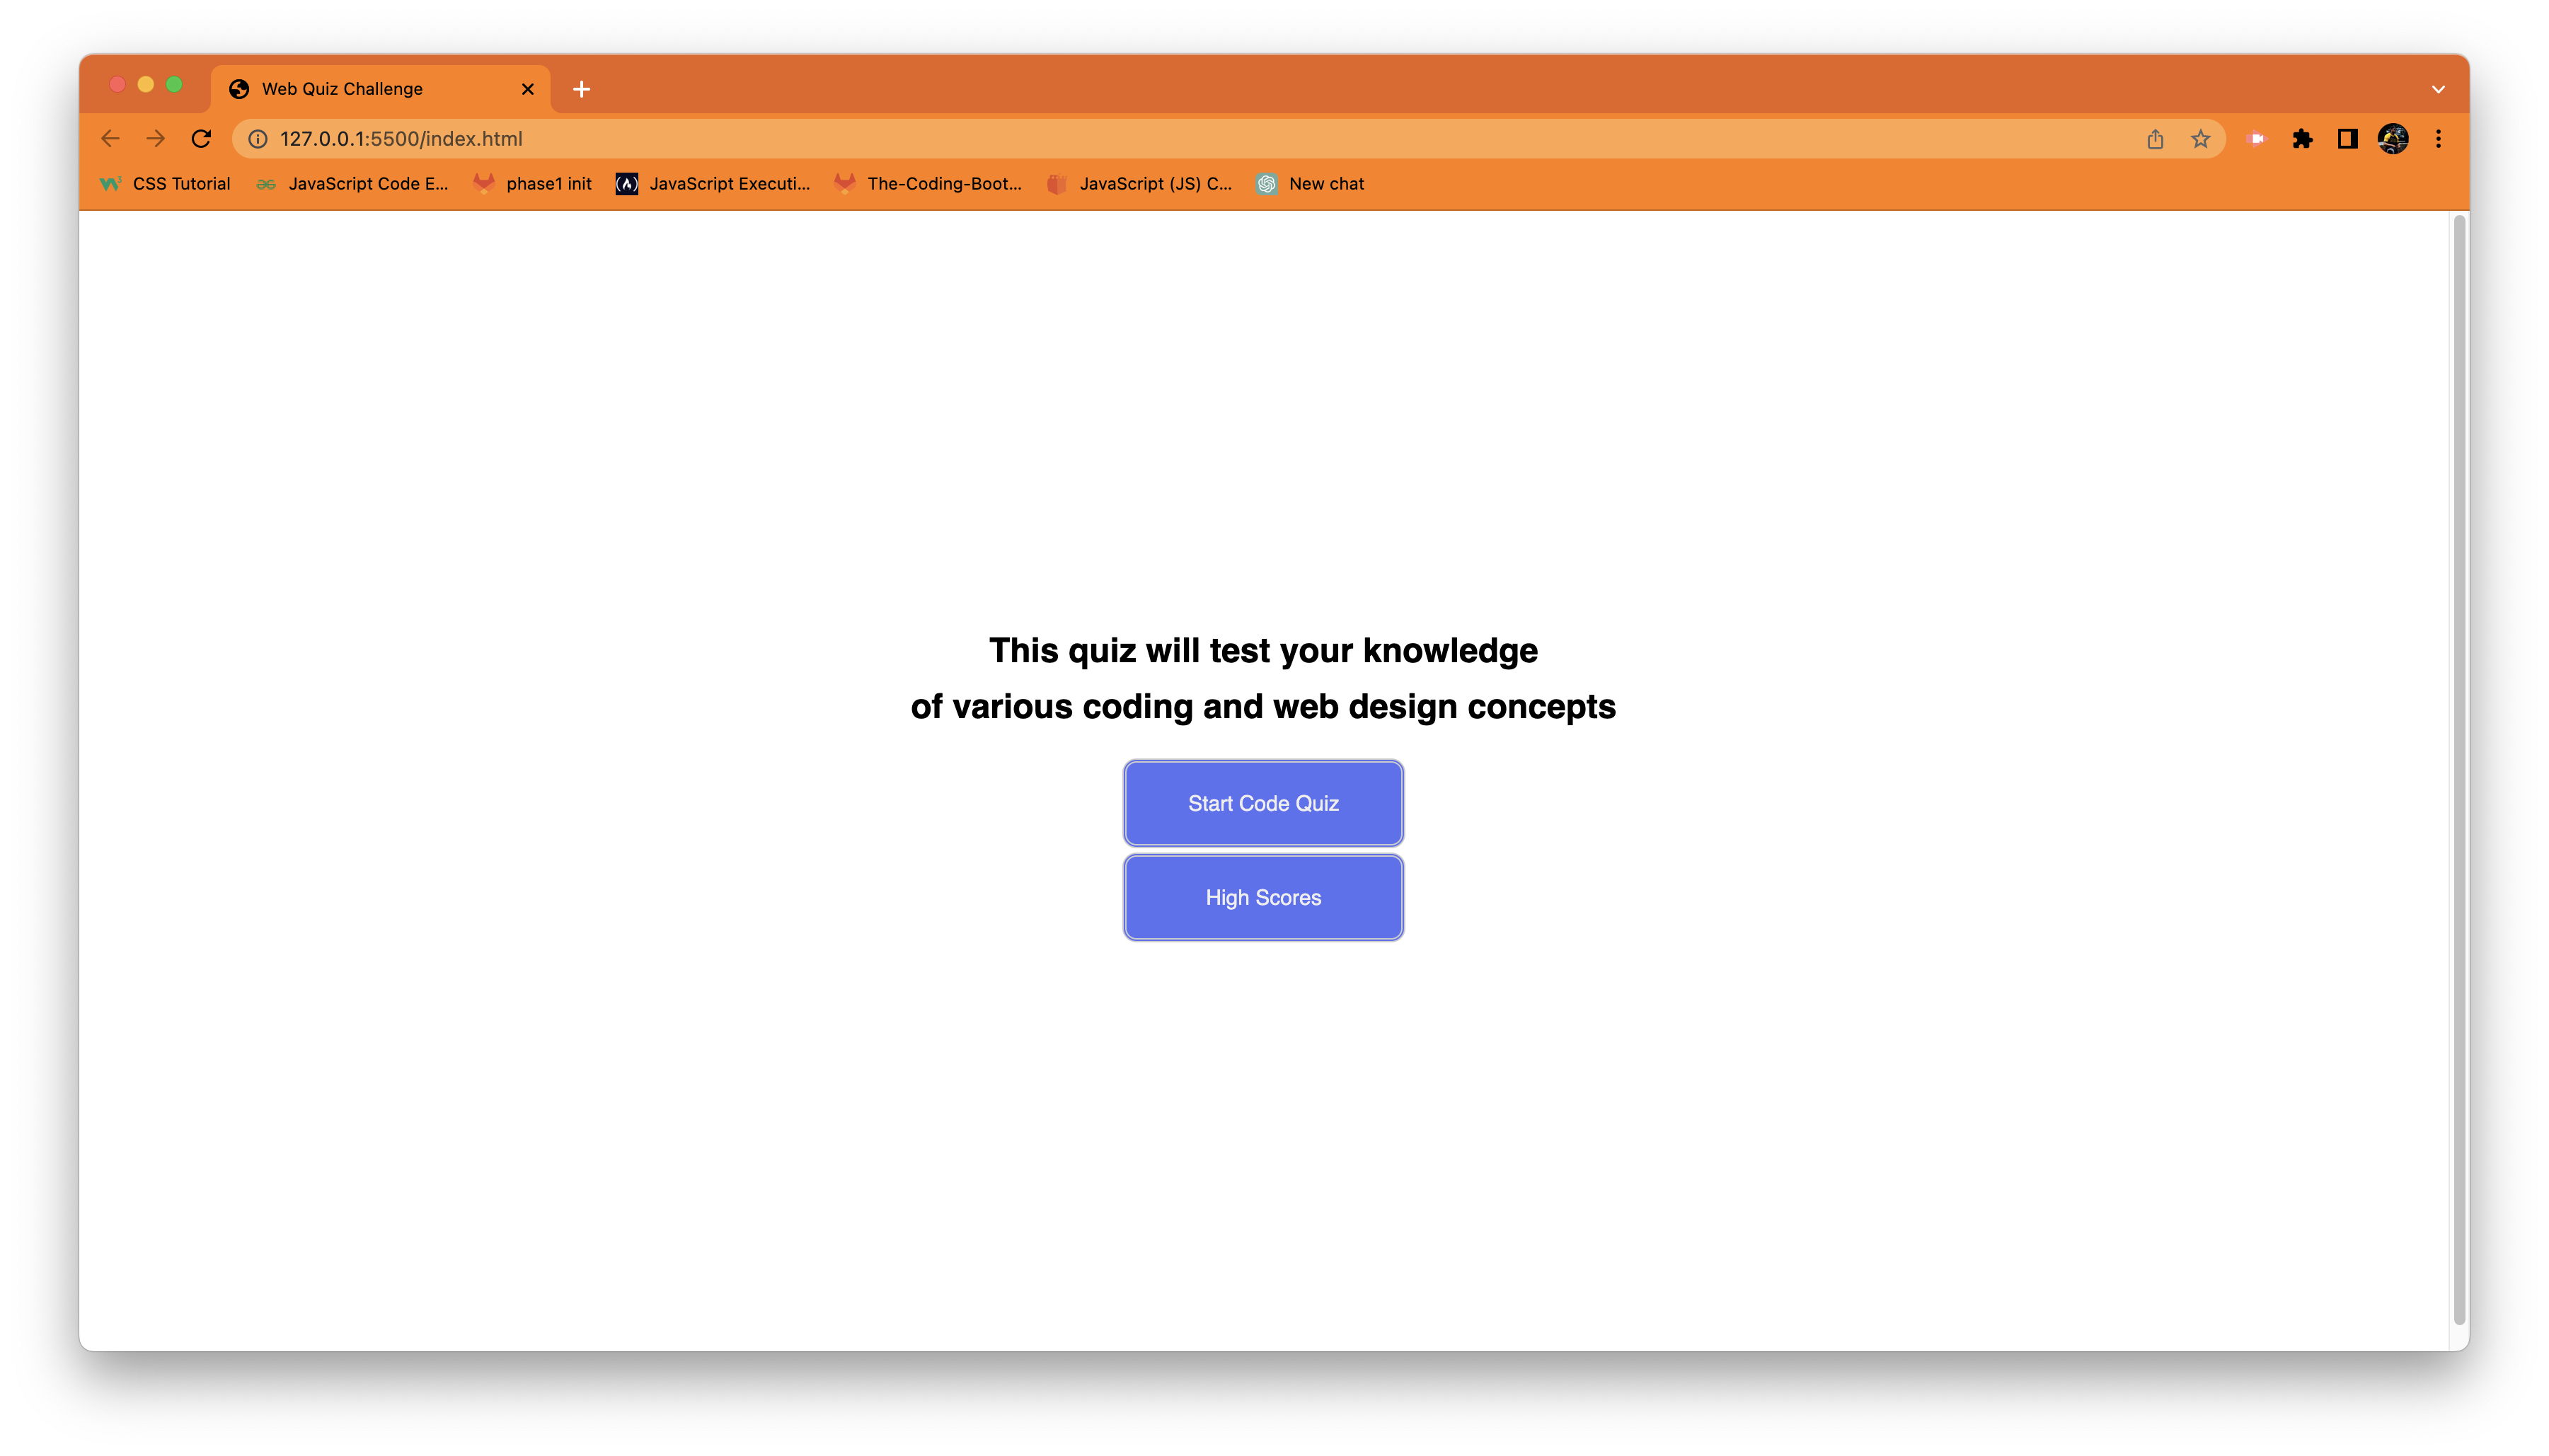 Web Quiz Challenge
127.0.0.1:5500/index.html
CSS Tutorial JavaScript Code E... phase1 init JavaScript Executi... The-Coding-Boot... JavaScript (JS) C... New chat
This quiz will test your knowledge
of various coding and web design concepts
Start Code Quiz
High Scores